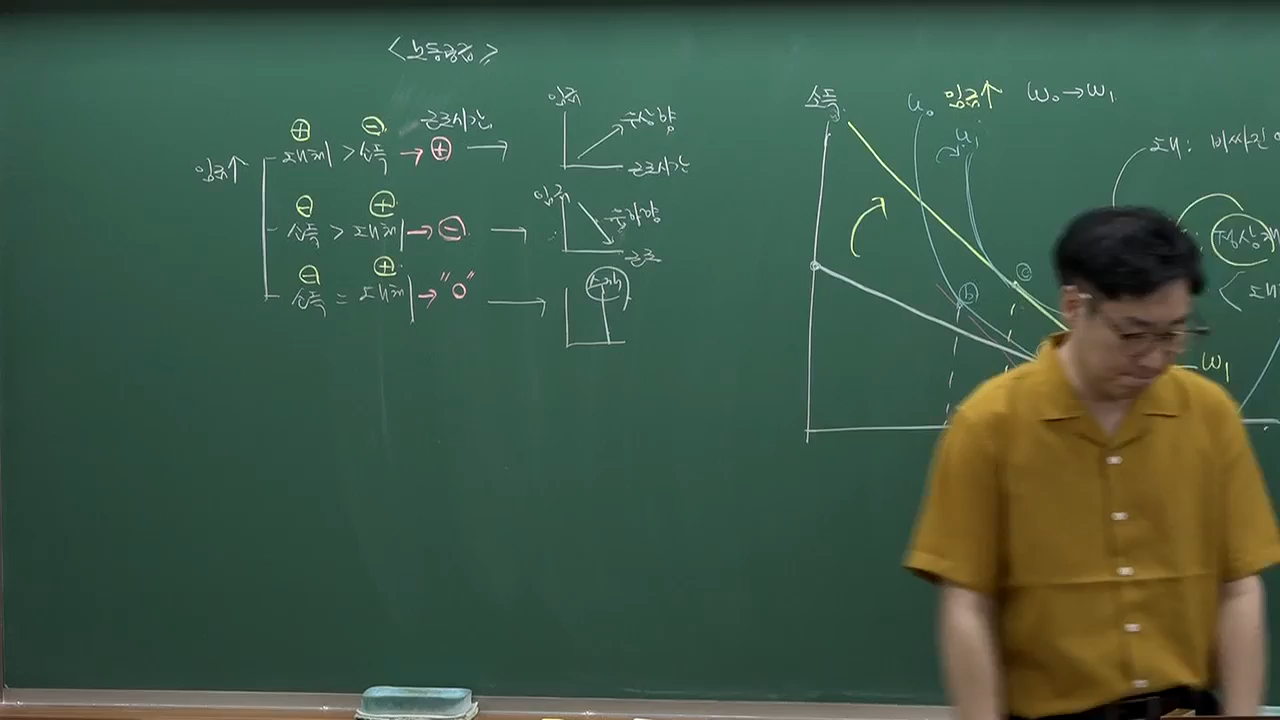 <노동공급>
임금↑
⊕ ⊖ 근로시간
대체 > 소득 → ⊕ →
임금
우상향
근로시간
⊖ ⊕
소득 > 대체 → ⊖ →
임금
우하향
근로
⊖ ⊕
소득 = 대체 → "0" →
수직
소득
u₀ 임금↑ W₀→W₁
u₁
대: 비싸진
정상재
대
ⓒ
ⓑ
W₁